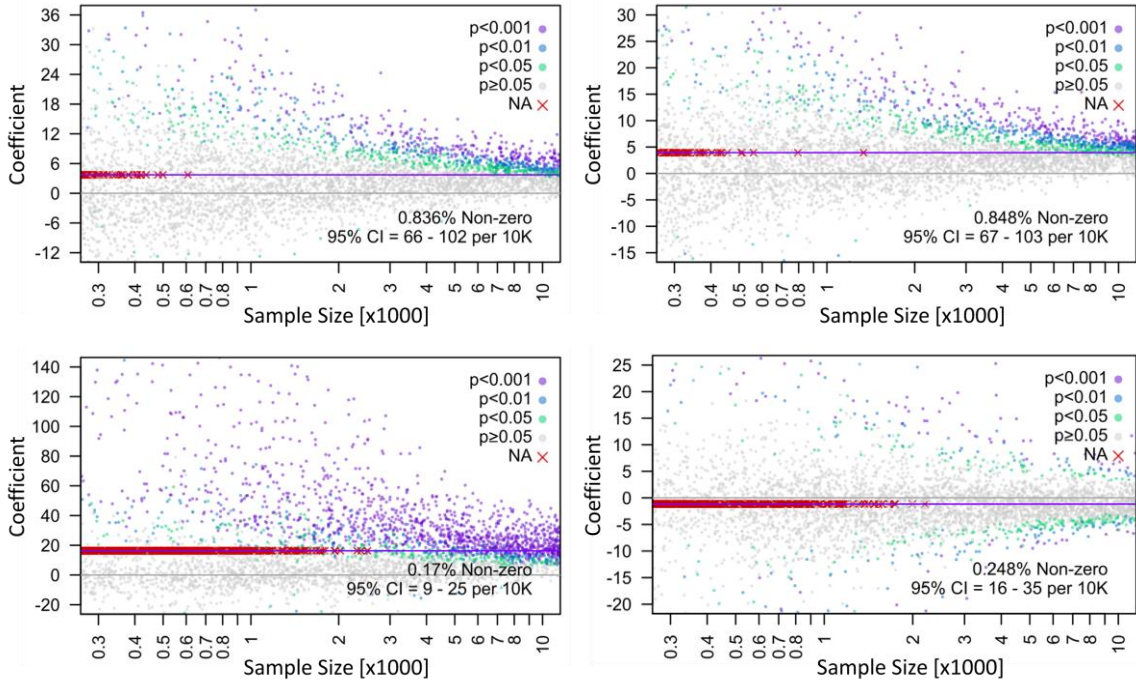 36
30
24
18
12
6
0
-6
-12
Coefficient
p<0.001
p<0.01
p<0.05
p≥0.05
NA
0.836% Non-zero
95% CI = 66 - 102 per 10K
0.3 0.4 0.5 0.6 0.7 0.8 1 2 3 4 5 6 7 8 10
Sample Size [x1000]
30
25
20
15
10
5
0
-5
-10
-15
Coefficient
p<0.001
p<0.01
p<0.05
p≥0.05
NA
0.848% Non-zero
95% CI = 67 - 103 per 10K
0.3 0.4 0.5 0.6 0.7 0.8 1 2 3 4 5 6 7 8 10
Sample Size [x1000]
140
120
100
80
60
40
20
0
-20
Coefficient
p<0.001
p<0.01
p<0.05
p≥0.05
NA
0.17% Non-zero
95% CI = 9 - 25 per 10K
0.3 0.4 0.5 0.6 0.7 0.8 1 2 3 4 5 6 7 8 10
Sample Size [x1000]
25
20
15
10
5
0
-5
-10
-15
-20
Coefficient
p<0.001
p<0.01
p<0.05
p≥0.05
NA
0.248% Non-zero
95% CI = 16 - 35 per 10K
0.3 0.4 0.5 0.6 0.7 0.8 1 2 3 4 5 6 7 8 10
Sample Size [x1000]